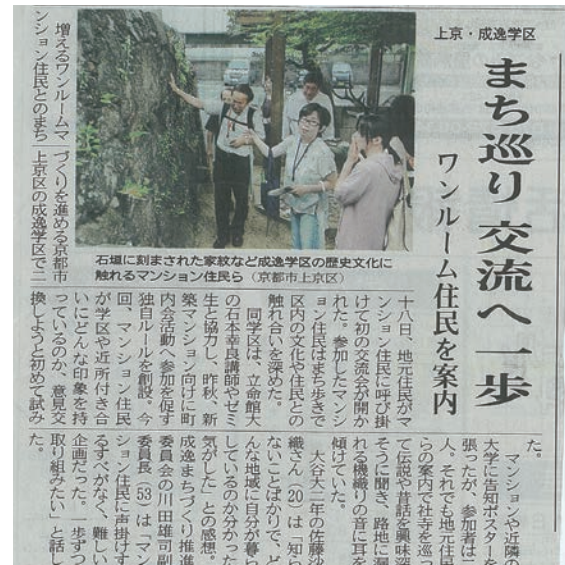 上京・成逸学区
まち巡り 交流へ一歩
ワンルーム住民を案内
石垣に刻まされた家紋など成逸学区の歴史文化に
触れるマンション住民ら（京都市上京区）
増えるワンルームマ
ンション住民とのまち
づくりを進める京都市
上京区の成逸学区で二
十八日、地元住民がマ
ンション住民に呼び掛
けて初の交流会が開か
れた。参加したマンシ
ョン住民はまち歩きで
区内の文化や住民との
触れ合いを深めた。
同学区は、立命館大
の石本幸良講師やゼミ
生と協力し、昨秋、新
築マンション向けに町
内会活動へ参加を促す
独自ルールを創設。今
回、マンション住民
が学区や近所付き合
いにどんな印象を持
っているのか、意見交
換しようと初めて試み
た。
マンションや近隣の
大学に告知ポスターを
張ったが、参加者は二
人。それでも地元住民
らの案内で社寺を巡っ
て伝説や昔話を興味深
そうに聞き、路地に漏
れる機織りの音に耳を
傾けていた。
大谷大二年の佐藤沙
織さん（20）は「知ら
ないことばかりで、ど
んな地域に自分が暮ら
しているのか分かった
気がした」との感想。
成逸まちづくり推進
委員会の川田雄司副
委員長（53）は「マン
ション住民に声掛けす
るすべがなく、難しい
企画だった。一歩ずつ
取り組みたい」と話し
た。